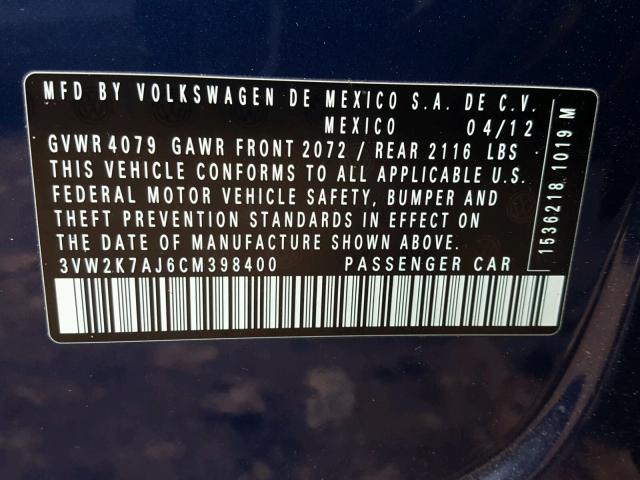 MFD BY VOLKSWAGEN DE MEXICO S.A. DE C.V.
MEXICO 04/12
GVWR 4079 GAWR FRONT 2072 / REAR 2116 LBS
THIS VEHICLE CONFORMS TO ALL APPLICABLE U.S.
FEDERAL MOTOR VEHICLE SAFETY, BUMPER AND
THEFT PREVENTION STANDARDS IN EFFECT ON
THE DATE OF MANUFACTURE SHOWN ABOVE.
3VW2K7AJ6CM398400 PASSENGER CAR
1536218 1019 M